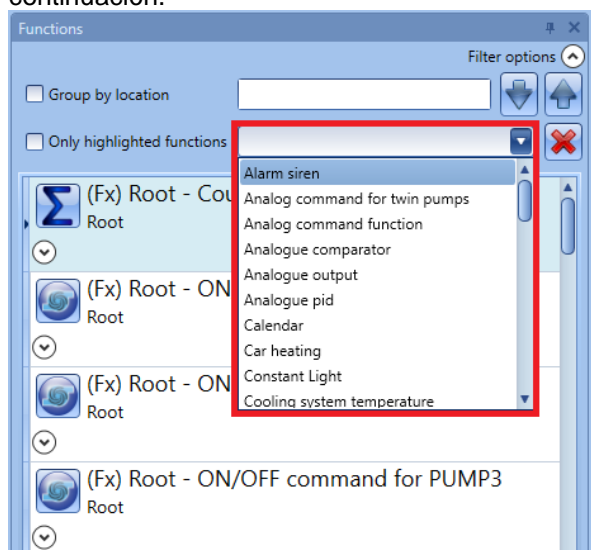 continuación.
Functions
Filter options
Group by location
Only highlighted functions
Alarm siren
Analog command for twin pumps
Analog command function
Analogue comparator
Analogue output
Analogue pid
Calendar
Car heating
Constant Light
Cooling system temperature
(Fx) Root - Cou
Root
(Fx) Root - ON
Root
(Fx) Root - ON
Root
(Fx) Root - ON/OFF command for PUMP3
Root